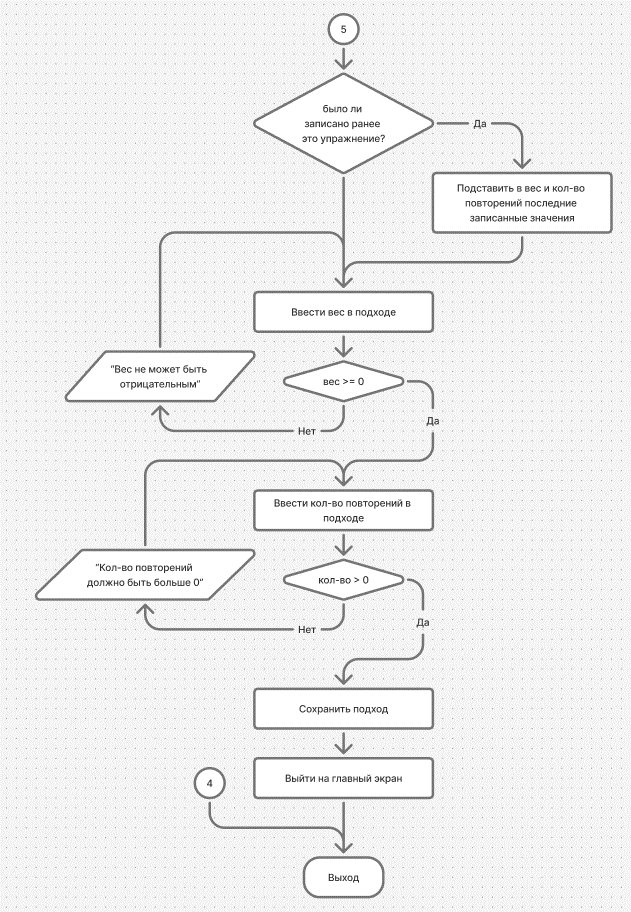 5
было ли
записано ранее
это упражнение?
Да
Подставить в вес и кол-во
повторений последние
записанные значения
Ввести вес в подходе
"Вес не может быть
отрицательным"
вес >= 0
Нет
Да
Ввести кол-во повторений в
подходе
"Кол-во повторений
должно быть больше 0"
кол-во > 0
Нет
Да
Сохранить подход
Выйти на главный экран
4
Выход